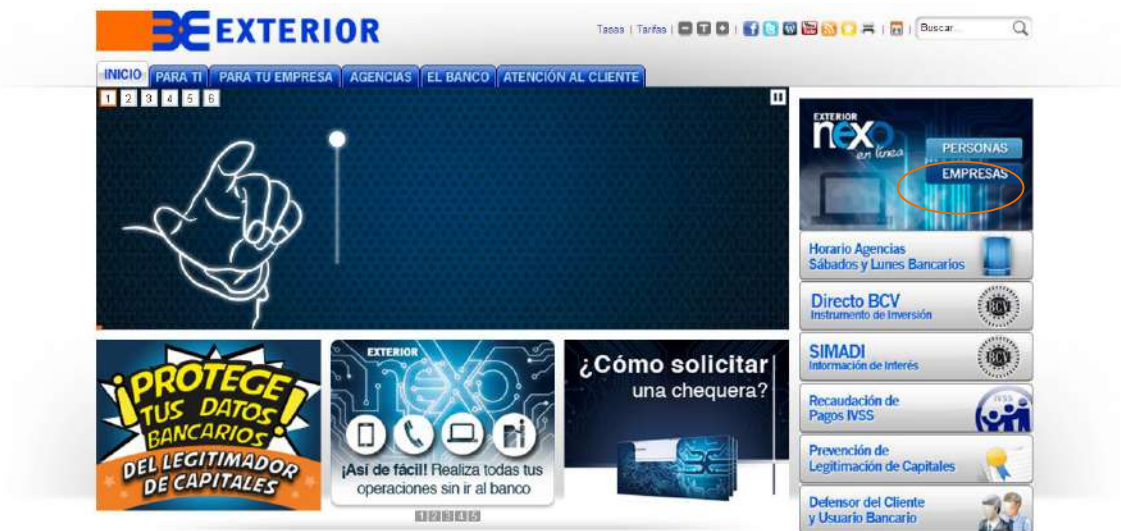 EXTERIOR
Tasas | Tarifas
Buscar...
INICIO
PARA TI
PARA TU EMPRESA
AGENCIAS
EL BANCO
ATENCIÓN AL CLIENTE
1 2 3 4 5 6
EXTERIOR
nexo
en línea
PERSONAS
EMPRESAS
Horario Agencias
Sábados y Lunes Bancarios
Directo BCV
Instrumento de Inversión
BCV
SIMADI
Información de Interés
BCV
Recaudación de
Pagos IVSS
IVSS
Prevención de
Legitimación de Capitales
Defensor del Cliente
y Usuario Bancario
¡PROTEGE
TUS DATOS
BANCARIOS!
DEL LEGITIMADOR
DE CAPITALES
EXTERIOR
nexo
¡Así de fácil! Realiza todas tus
operaciones sin ir al banco
1 2 3 4 5
¿Cómo solicitar
una chequera?